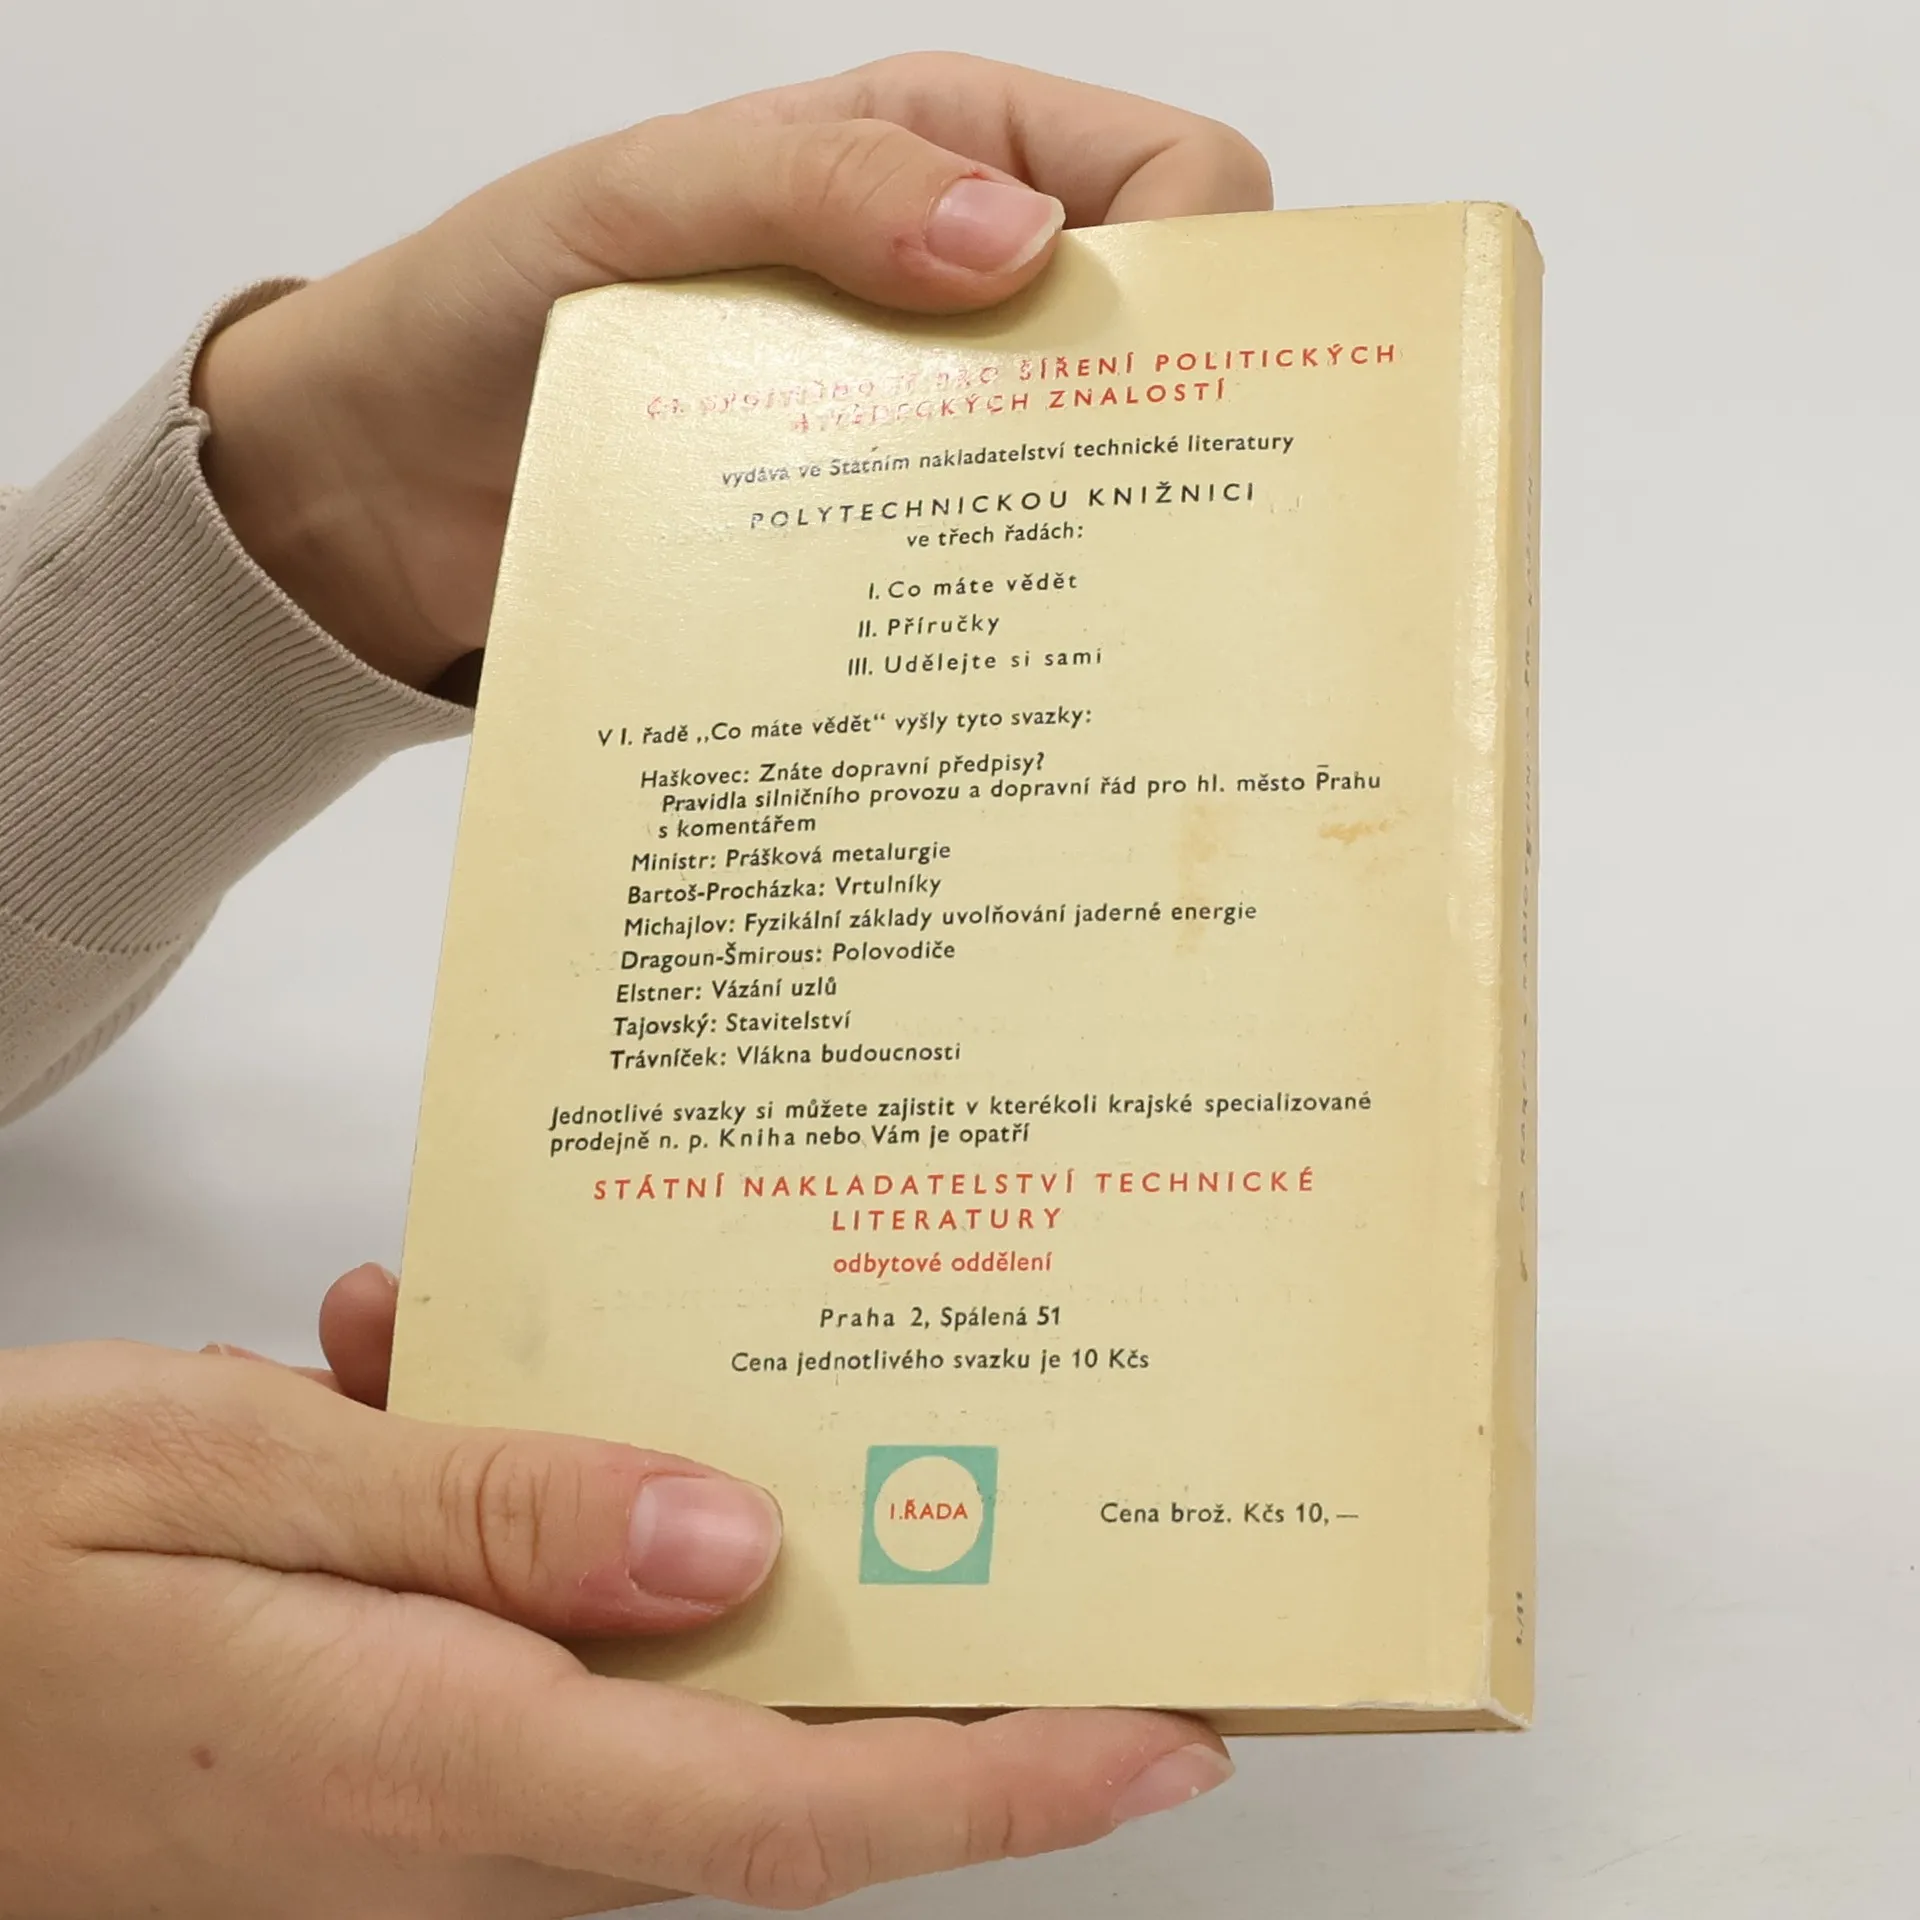 ŠÍŘENÍ POLITICKÝCH
ZNALOSTÍ
vydává ve Státním nakladatelství technické literatury
POLYTECHNICKOU KNIŽNICI
ve třech řadách:
I. Co máte vědět
II. Příručky
III. Udělejte si sami
V I. řadě „Co máte vědět“ vyšly tyto svazky:
Haškovec: Znáte dopravní předpisy?
Pravidla silničního provozu a dopravní řád pro hl. město Prahu
s komentářem
Ministr: Prášková metalurgie
Bartoš-Procházka: Vrtulníky
Michajlov: Fyzikální základy uvolňování jaderné energie
Dragoun-Šmirous: Polovodiče
Elstner: Vázání uzlů
Tajovský: Stavitelství
Trávníček: Vlákna budoucnosti
Jednotlivé svazky si můžete zajistit v kterékoli krajské specializované
prodejně n. p. Kniha nebo Vám je opatří
STÁTNÍ NAKLADATELSTVÍ TECHNICKÉ
LITERATURY
odbytové oddělení
Praha 2, Spálená 51
Cena jednotlivého svazku je 10 Kčs
I.ŘADA
Cena brož. Kčs 10,—